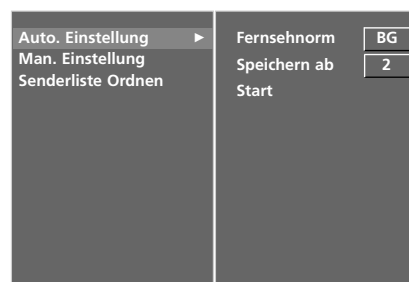 Auto. Einstellung ►
Man. Einstellung
Senderliste Ordnen
Fernsehnorm BG
Speichern ab 2
Start